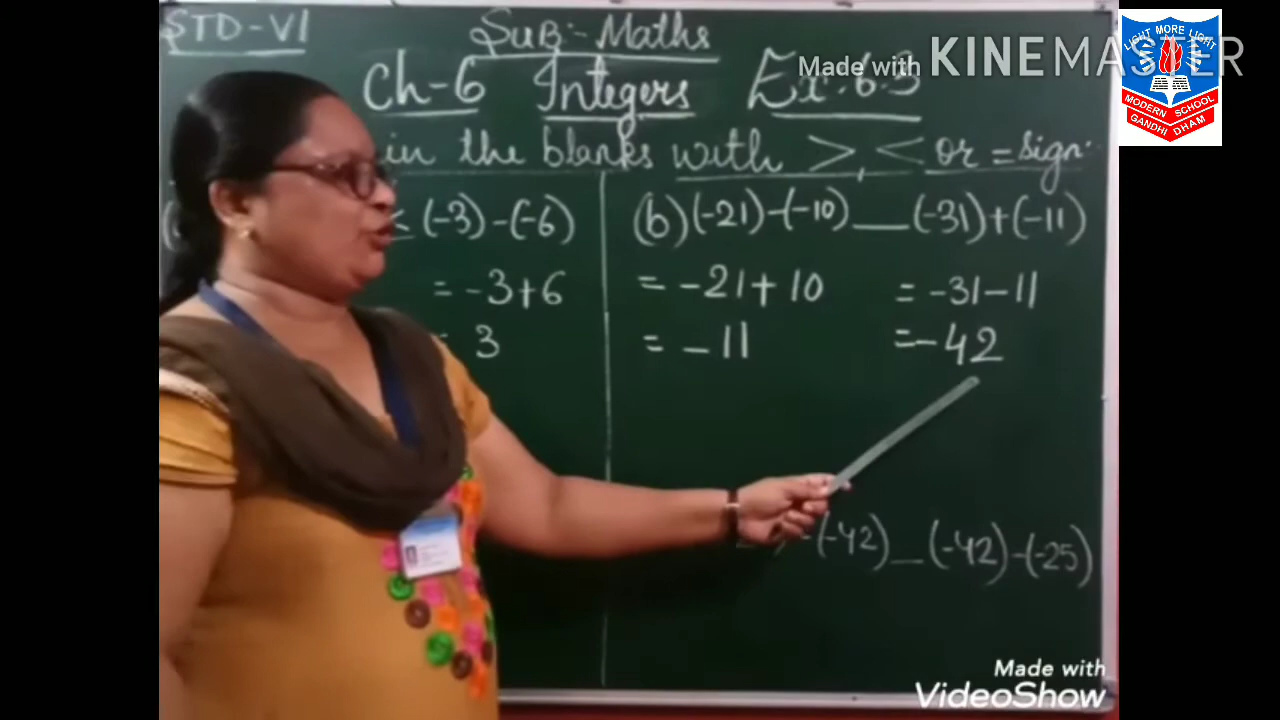 STD-VI
Sub:- Maths
Made with KINEMASTER
LIGHT MORE LIGHT
MODERN SCHOOL
GANDHI DHAM
Ch-6 Integers Ex.6.3
in the blanks with >, < or = sign.
< (-3)-(-6)
= -3+6
= 3
(b) (-21)-(-10) __ (-31)+(-11)
= -21+10 = -31-11
= -11 = -42
-(-42) __ (-42)-(-25)
Made with
VideoShow